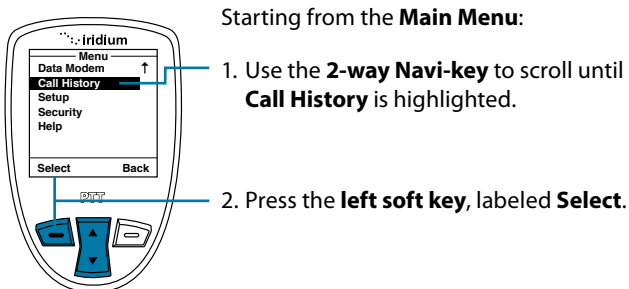 Starting from the Main Menu:
iridium
Menu
Data Modem ↑
Call History
Setup
Security
Help
Select Back
PTT
1. Use the 2-way Navi-key to scroll until
Call History is highlighted.
2. Press the left soft key, labeled Select.